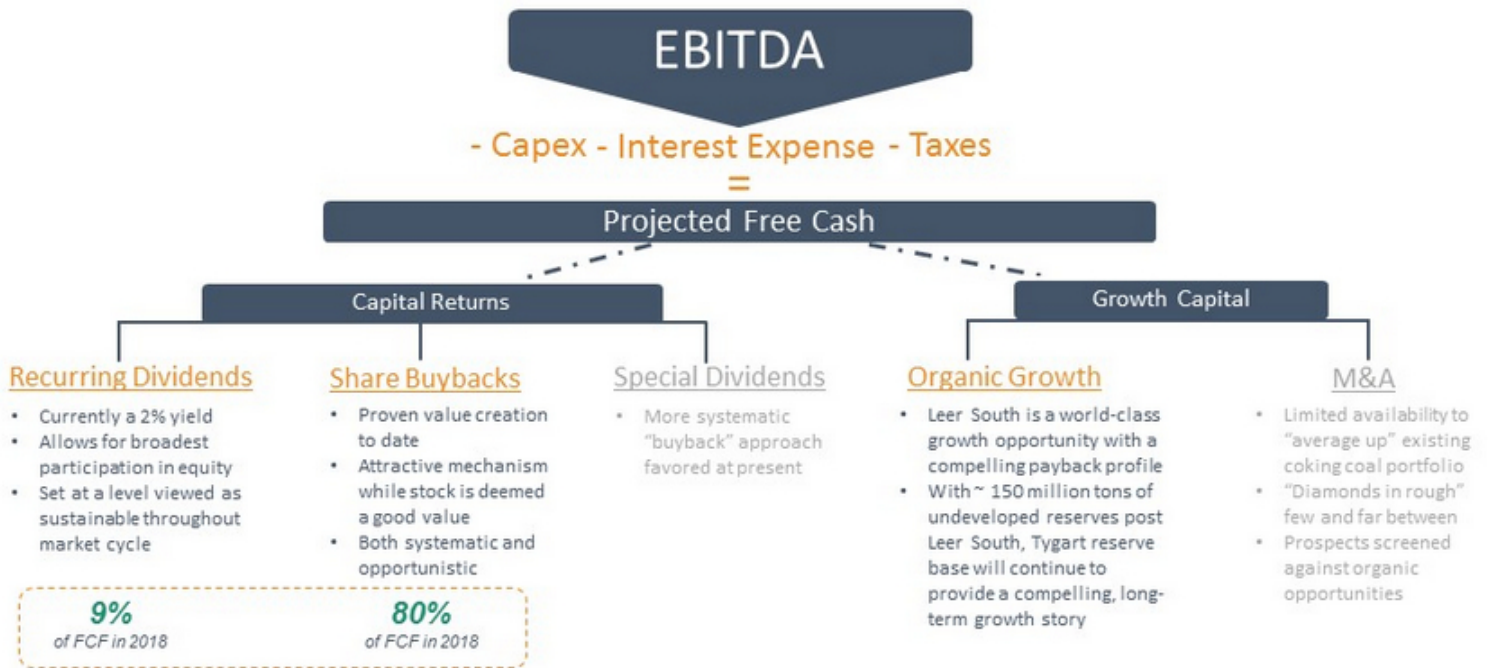 EBITDA
- Capex - Interest Expense - Taxes
=
Projected Free Cash
Capital Returns
Growth Capital
Recurring Dividends
• Currently a 2% yield
• Allows for broadest
participation in equity
• Set at a level viewed as
sustainable throughout
market cycle
9%
of FCF in 2018
Share Buybacks
• Proven value creation
to date
• Attractive mechanism
while stock is deemed
a good value
• Both systematic and
opportunistic
80%
of FCF in 2018
Special Dividends
• More systematic
"buyback" approach
favored at present
Organic Growth
• Leer South is a world-class
growth opportunity with a
compelling payback profile
• With ~ 150 million tons of
undeveloped reserves post
Leer South, Tygart reserve
base will continue to
provide a compelling, long-
term growth story
M&A
• Limited availability to
"average up" existing
coking coal portfolio
• "Diamonds in rough"
few and far between
• Prospects screened
against organic
opportunities